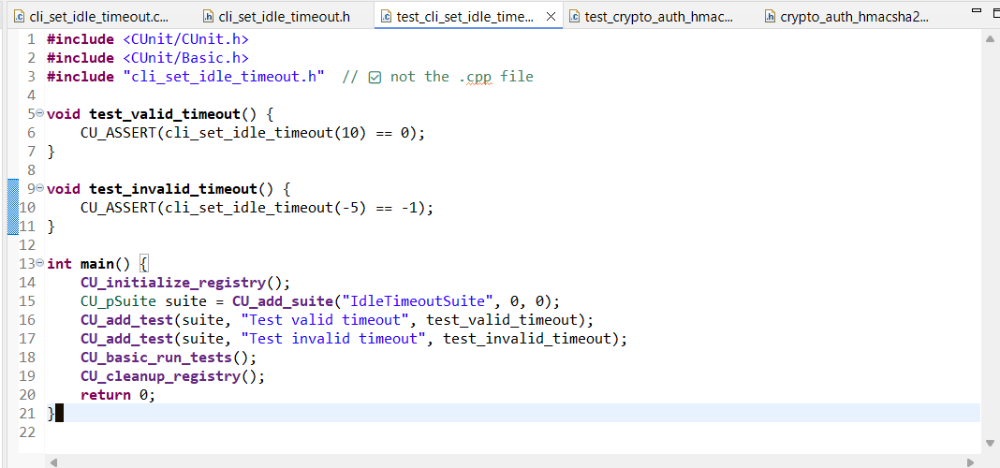 cli_set_idle_timeout.c... cli_set_idle_timeout.h test_cli_set_idle_time... test_crypto_auth_hmac... crypto_auth_hmacsha2...
1 #include <CUnit/CUnit.h>
2 #include <CUnit/Basic.h>
3 #include "cli_set_idle_timeout.h"  // ☑ not the .cpp file
4
5 void test_valid_timeout() {
6     CU_ASSERT(cli_set_idle_timeout(10) == 0);
7 }
8
9 void test_invalid_timeout() {
10     CU_ASSERT(cli_set_idle_timeout(-5) == -1);
11 }
12
13 int main() {
14     CU_initialize_registry();
15     CU_pSuite suite = CU_add_suite("IdleTimeoutSuite", 0, 0);
16     CU_add_test(suite, "Test valid timeout", test_valid_timeout);
17     CU_add_test(suite, "Test invalid timeout", test_invalid_timeout);
18     CU_basic_run_tests();
19     CU_cleanup_registry();
20     return 0;
21 }
22